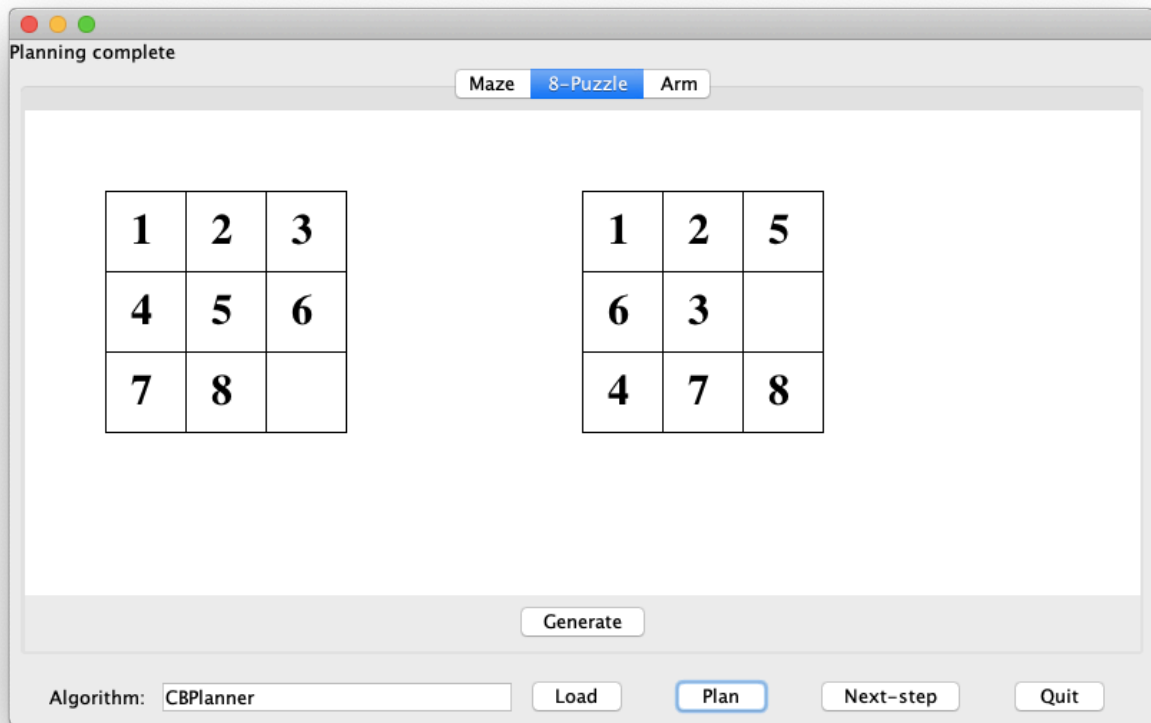 Planning complete
Maze 8-Puzzle Arm
1 2 3 1 2 5
4 5 6 6 3
7 8 4 7 8
Generate
Algorithm: CBPlanner Load Plan Next-step Quit